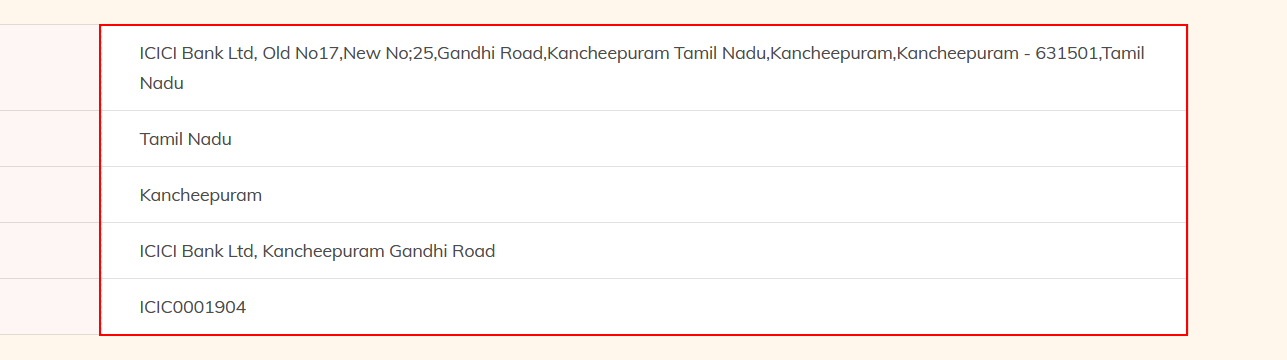 ICICI Bank Ltd, Old No17,New No;25,Gandhi Road,Kancheepuram Tamil Nadu,Kancheepuram,Kancheepuram - 631501,Tamil
Nadu
Tamil Nadu
Kancheepuram
ICICI Bank Ltd, Kancheepuram Gandhi Road
ICIC0001904